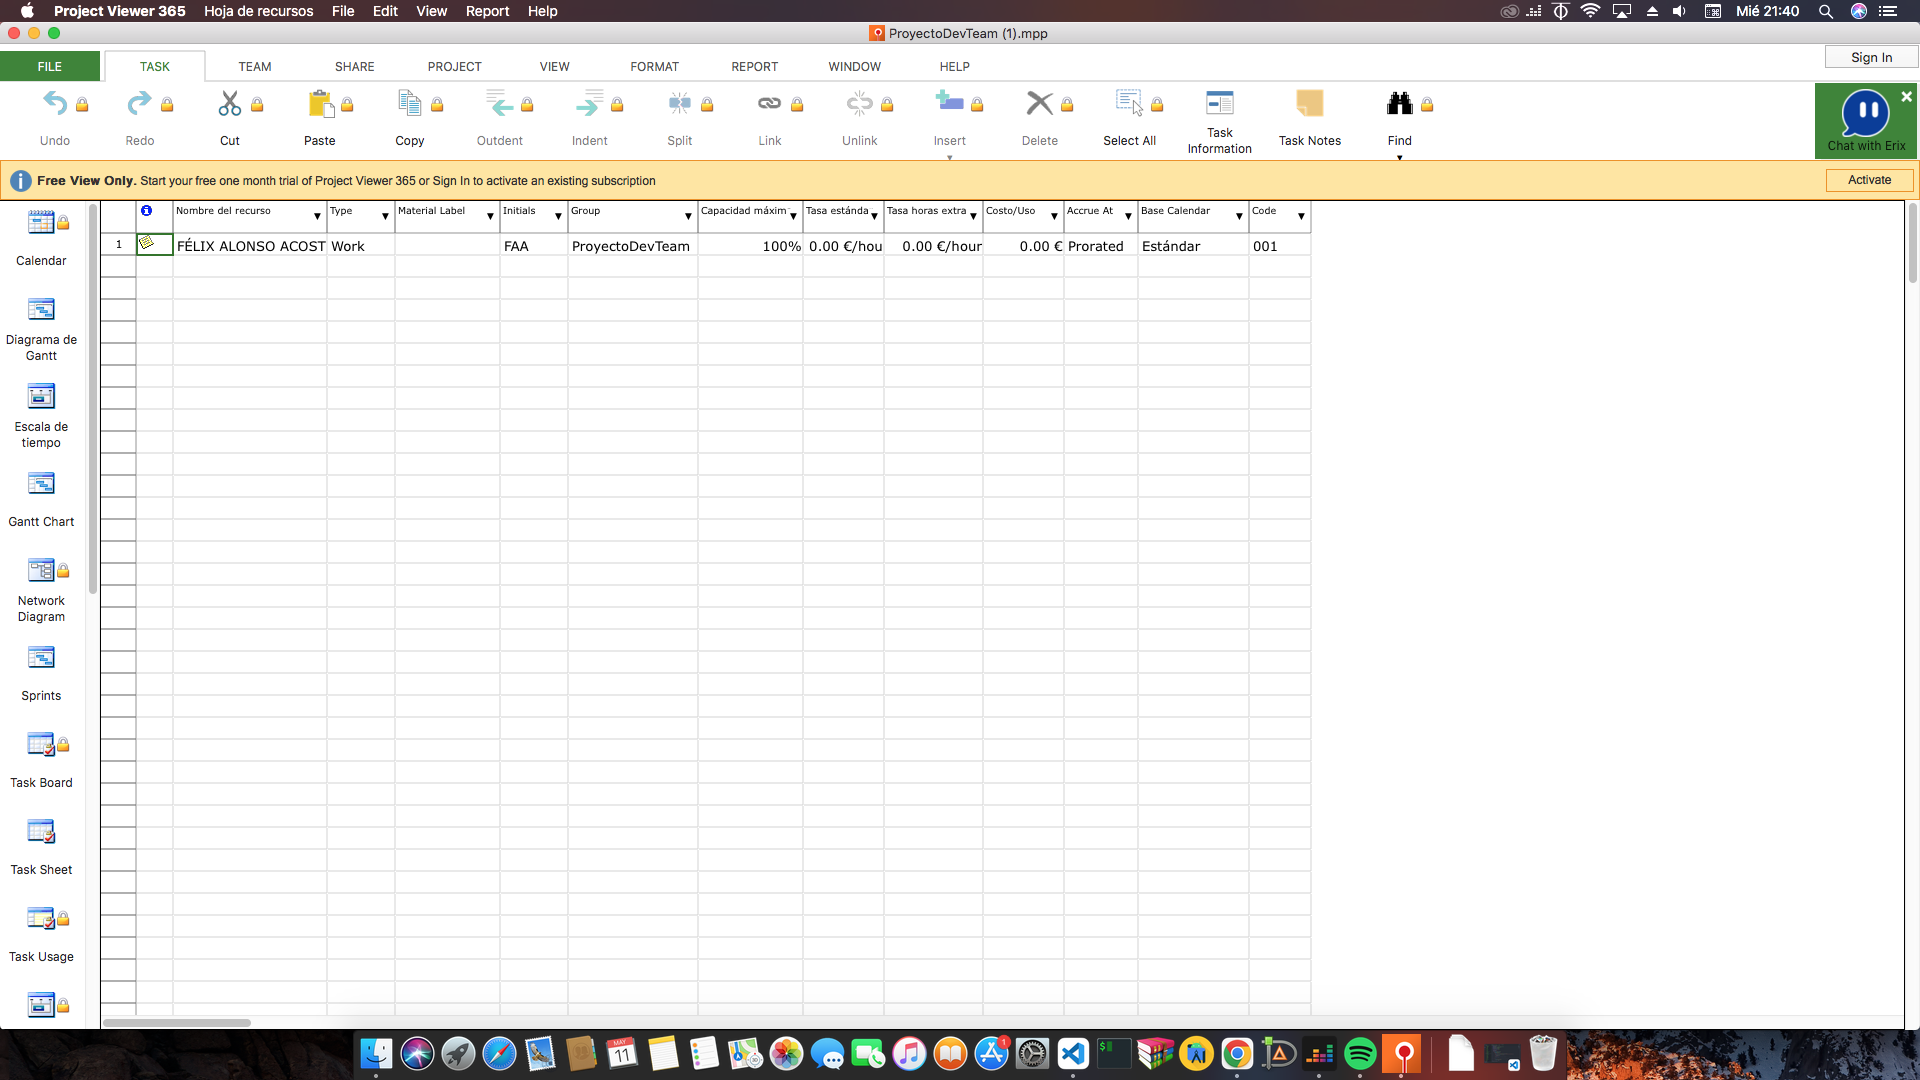 Project Viewer 365 Hoja de recursos File Edit View Report Help Mié 21:40
ProyectoDevTeam (1).mpp
FILE TASK TEAM SHARE PROJECT VIEW FORMAT REPORT WINDOW HELP Sign In
Undo Redo Cut Paste Copy Outdent Indent Split Link Unlink Insert Delete Select All Task Information Task Notes Find Chat with Erix
Free View Only. Start your free one month trial of Project Viewer 365 or Sign In to activate an existing subscription Activate
Nombre del recurso Type Material Label Initials Group Capacidad máxim Tasa estánda Tasa horas extra Costo/Uso Accrue At Base Calendar Code
1 FÉLIX ALONSO ACOST Work FAA ProyectoDevTeam 100% 0.00 €/hou 0.00 €/hour 0.00 € Prorated Estándar 001
Calendar
Diagrama de
Gantt
Escala de
tiempo
Gantt Chart
Network
Diagram
Sprints
Task Board
Task Sheet
Task Usage
MAY
11
1